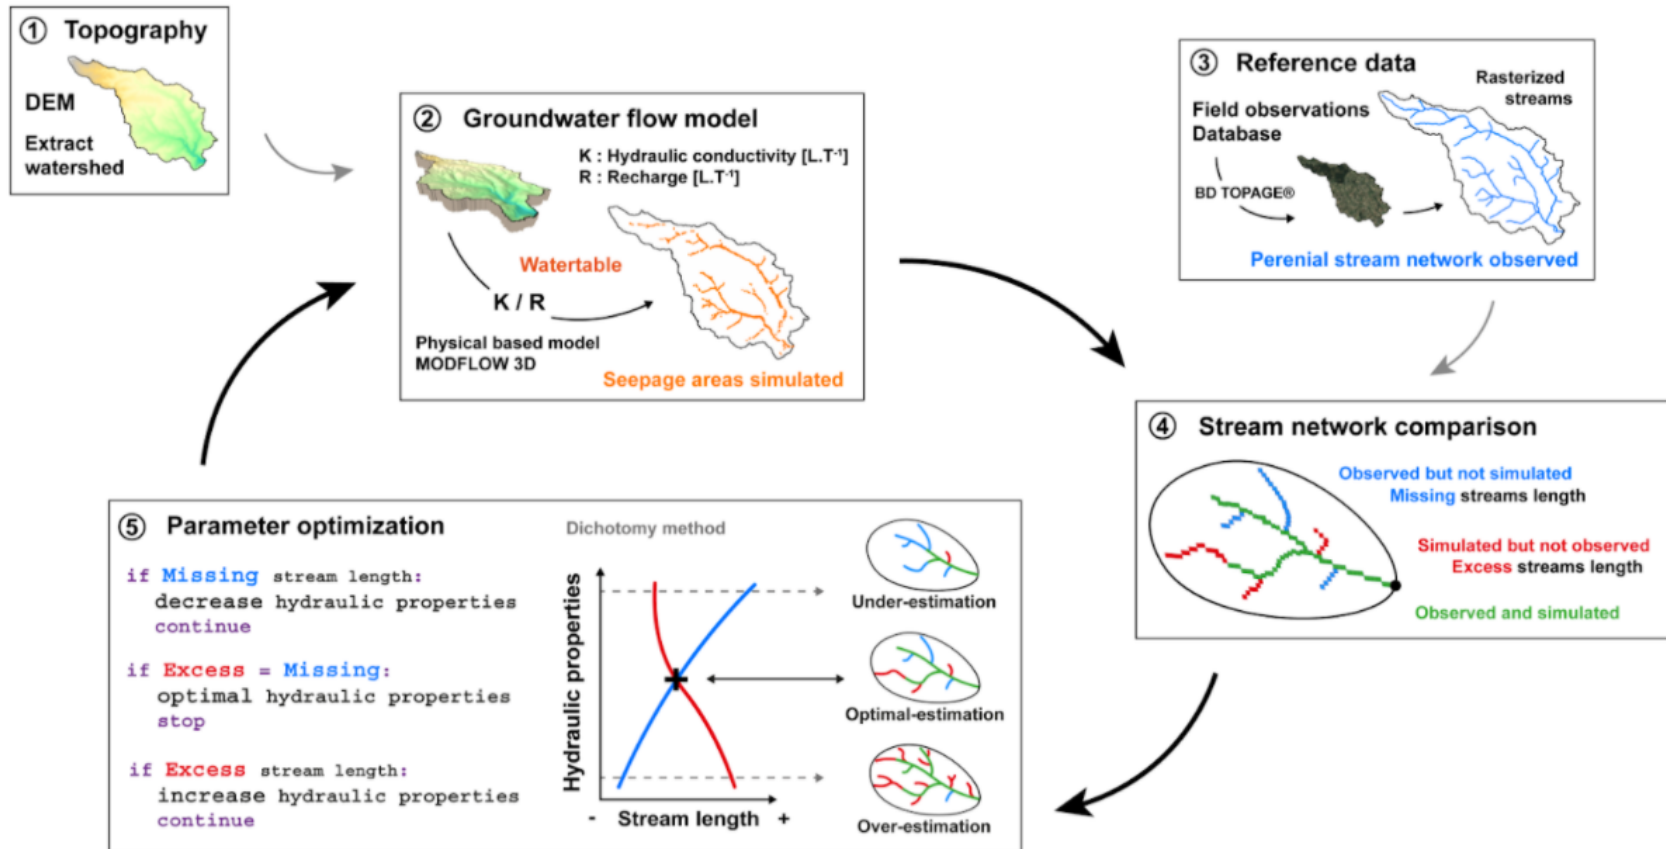 ① Topography
DEM
Extract
watershed
② Groundwater flow model
K : Hydraulic conductivity [L.T⁻¹]
R : Recharge [L.T⁻¹]
Watertable
K / R
Physical based model
MODFLOW 3D
Seepage areas simulated
③ Reference data
Rasterized
streams
Field observations
Database
BD TOPAGE®
Perenial stream network observed
④ Stream network comparison
Observed but not simulated
Missing streams length
Simulated but not observed
Excess streams length
Observed and simulated
⑤ Parameter optimization
if Missing stream length:
decrease hydraulic properties
continue
if Excess = Missing:
optimal hydraulic properties
stop
if Excess stream length:
increase hydraulic properties
continue
Dichotomy method
Hydraulic properties
- Stream length +
Under-estimation
Optimal-estimation
Over-estimation